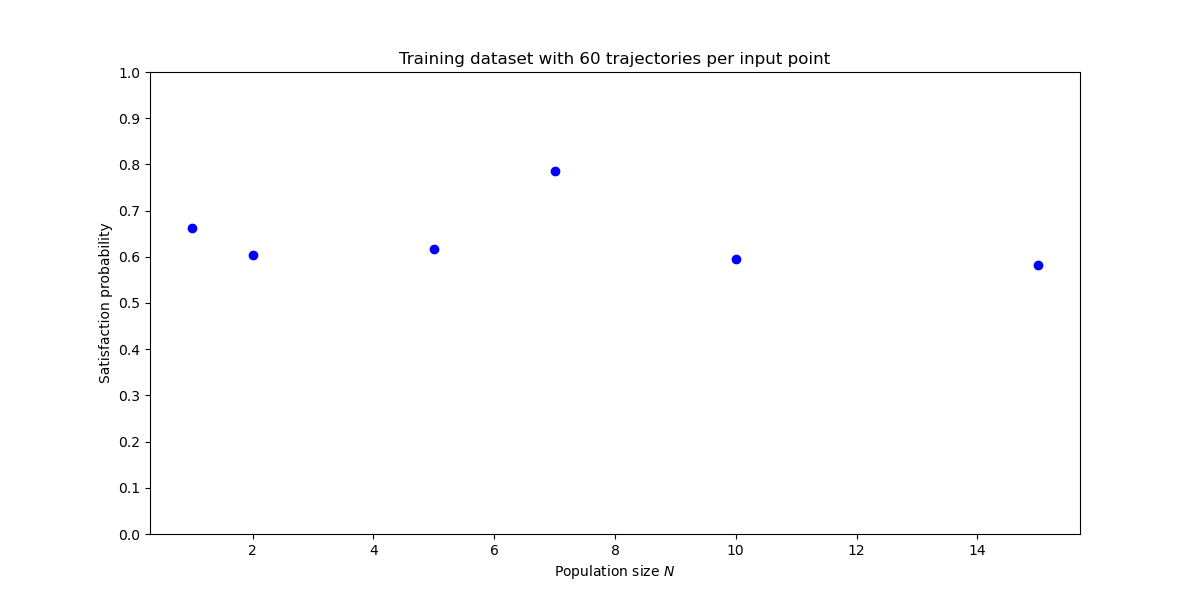 Training dataset with 60 trajectories per input point
1.0
0.9
0.8
0.7
0.6
0.5
0.4
0.3
0.2
0.1
0.0
Satisfaction probability
2 4 6 8 10 12 14
Population size N